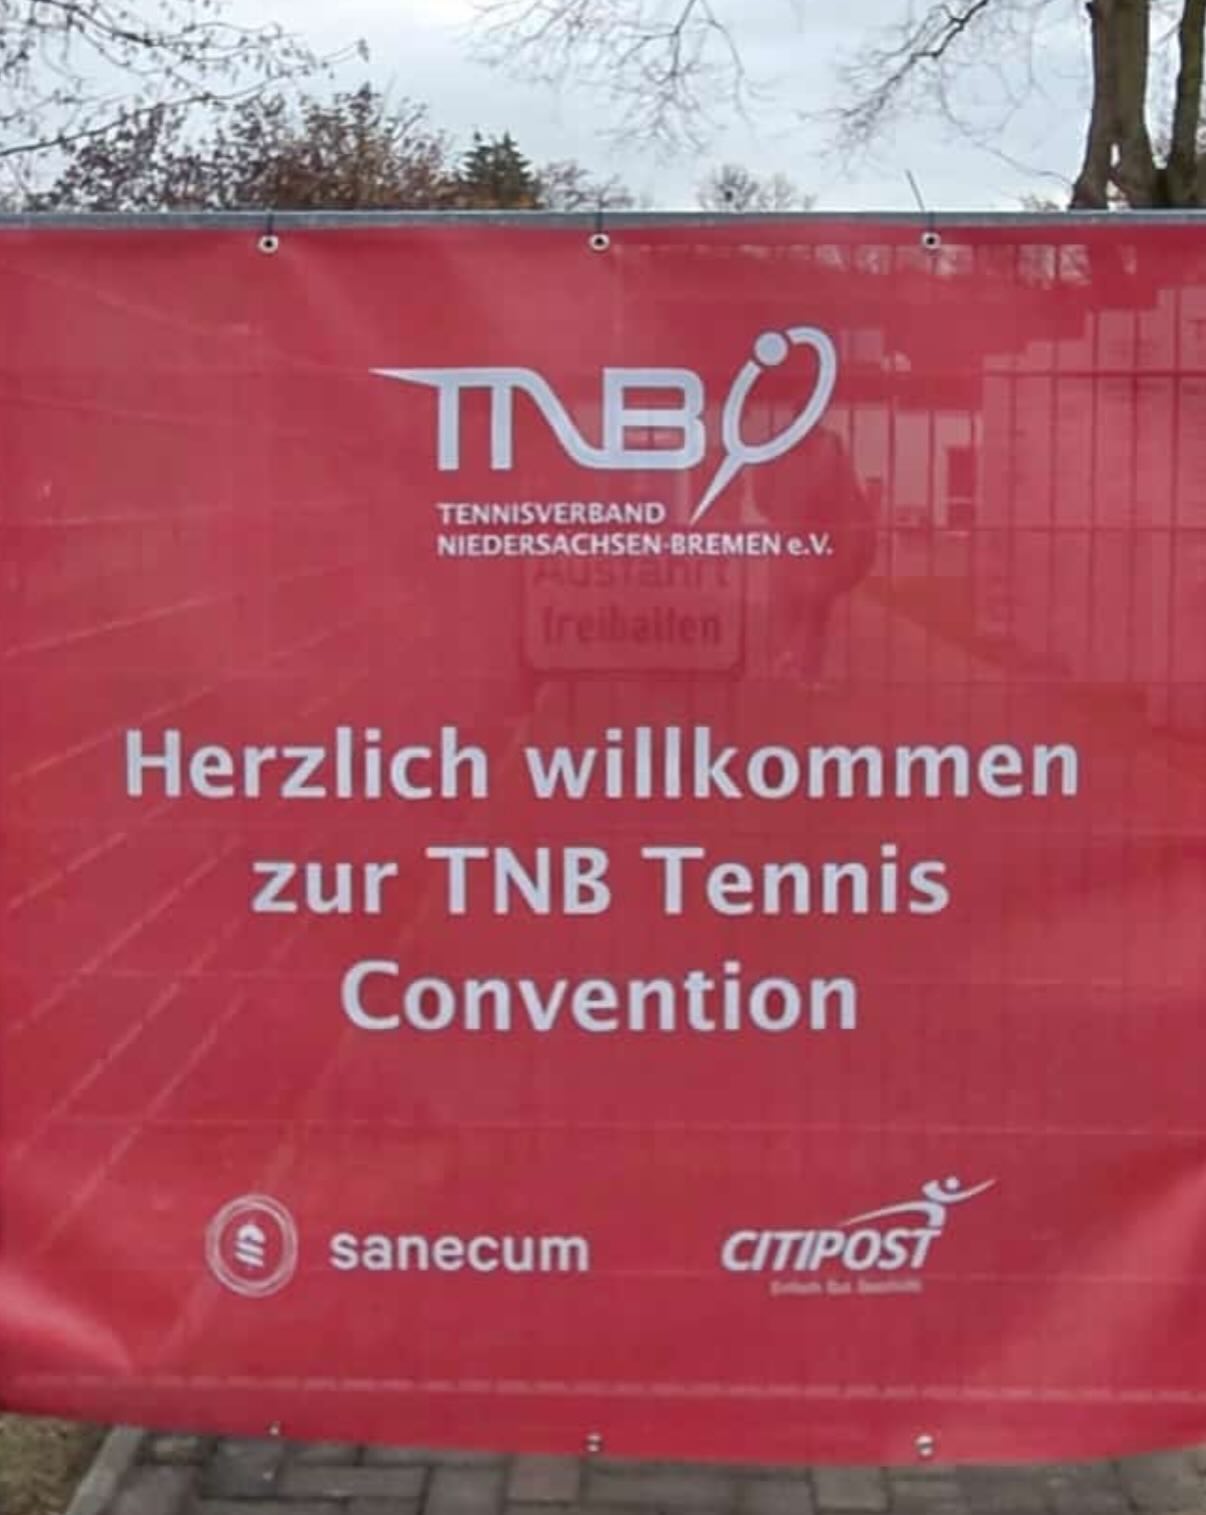 TNB
TENNISVERBAND
NIEDERSACHSEN-BREMEN e.V.
Ausfahrt
freihalten
Herzlich willkommen
zur TNB Tennis
Convention
sanecum
CITIPOST